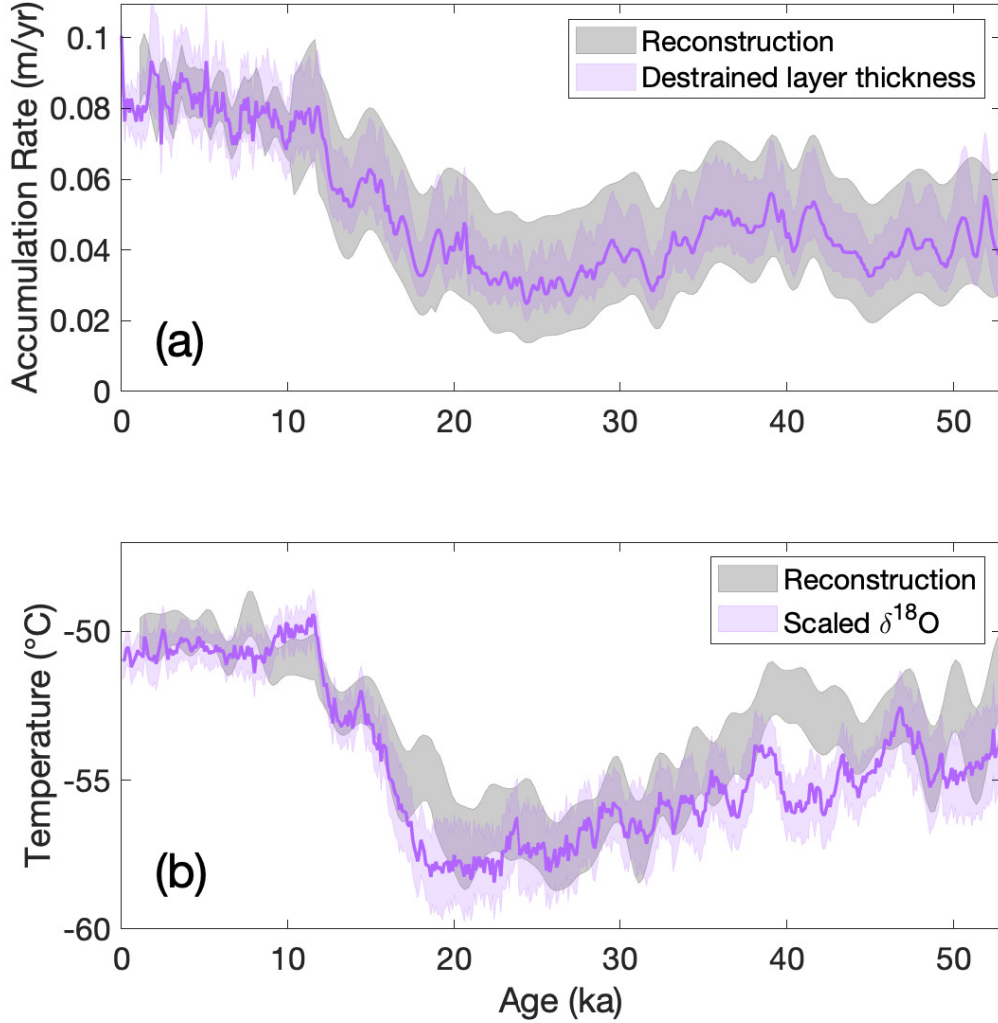 Accumulation Rate (m/yr)
0.1
0.08
0.06
0.04
0.02
0
Reconstruction
Destrained layer thickness
(a)
0 10 20 30 40 50
Temperature (°C)
-50
-55
-60
Reconstruction
Scaled δ¹⁸O
(b)
0 10 20 30 40 50
Age (ka)